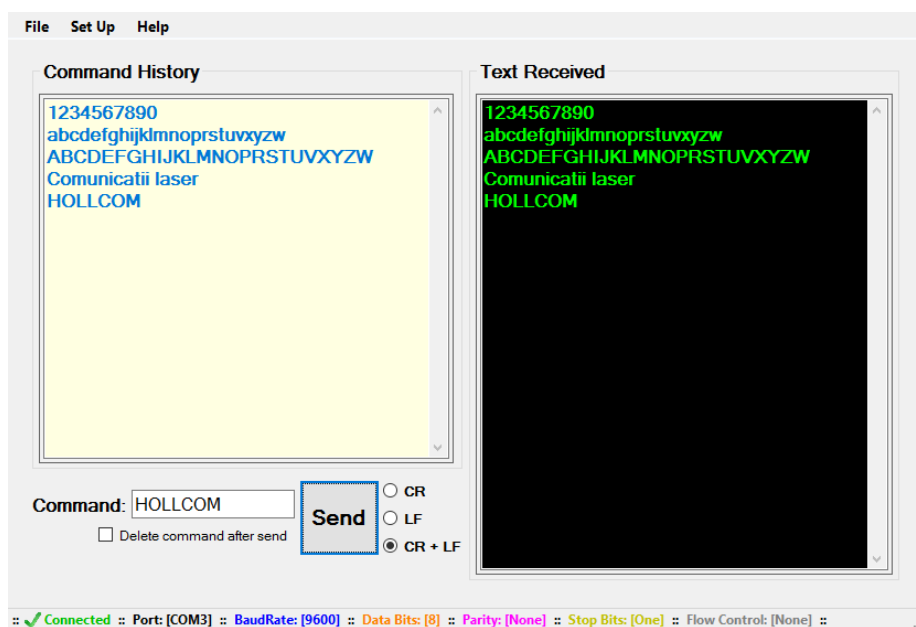 File Set Up Help
Command History
1234567890
abcdefghijklmnoprstuvxyzw
ABCDEFGHIJKLMNOPRSTUVXYZW
Comunicatii laser
HOLLCOM
Text Received
1234567890
abcdefghijklmnoprstuvxyzw
ABCDEFGHIJKLMNOPRSTUVXYZW
Comunicatii laser
HOLLCOM
Command: HOLLCOM
Delete command after send
Send
CR
LF
CR + LF
:: Connected :: Port: [COM3] :: BaudRate: [9600] :: Data Bits: [8] :: Parity: [None] :: Stop Bits: [One] :: Flow Control: [None] ::